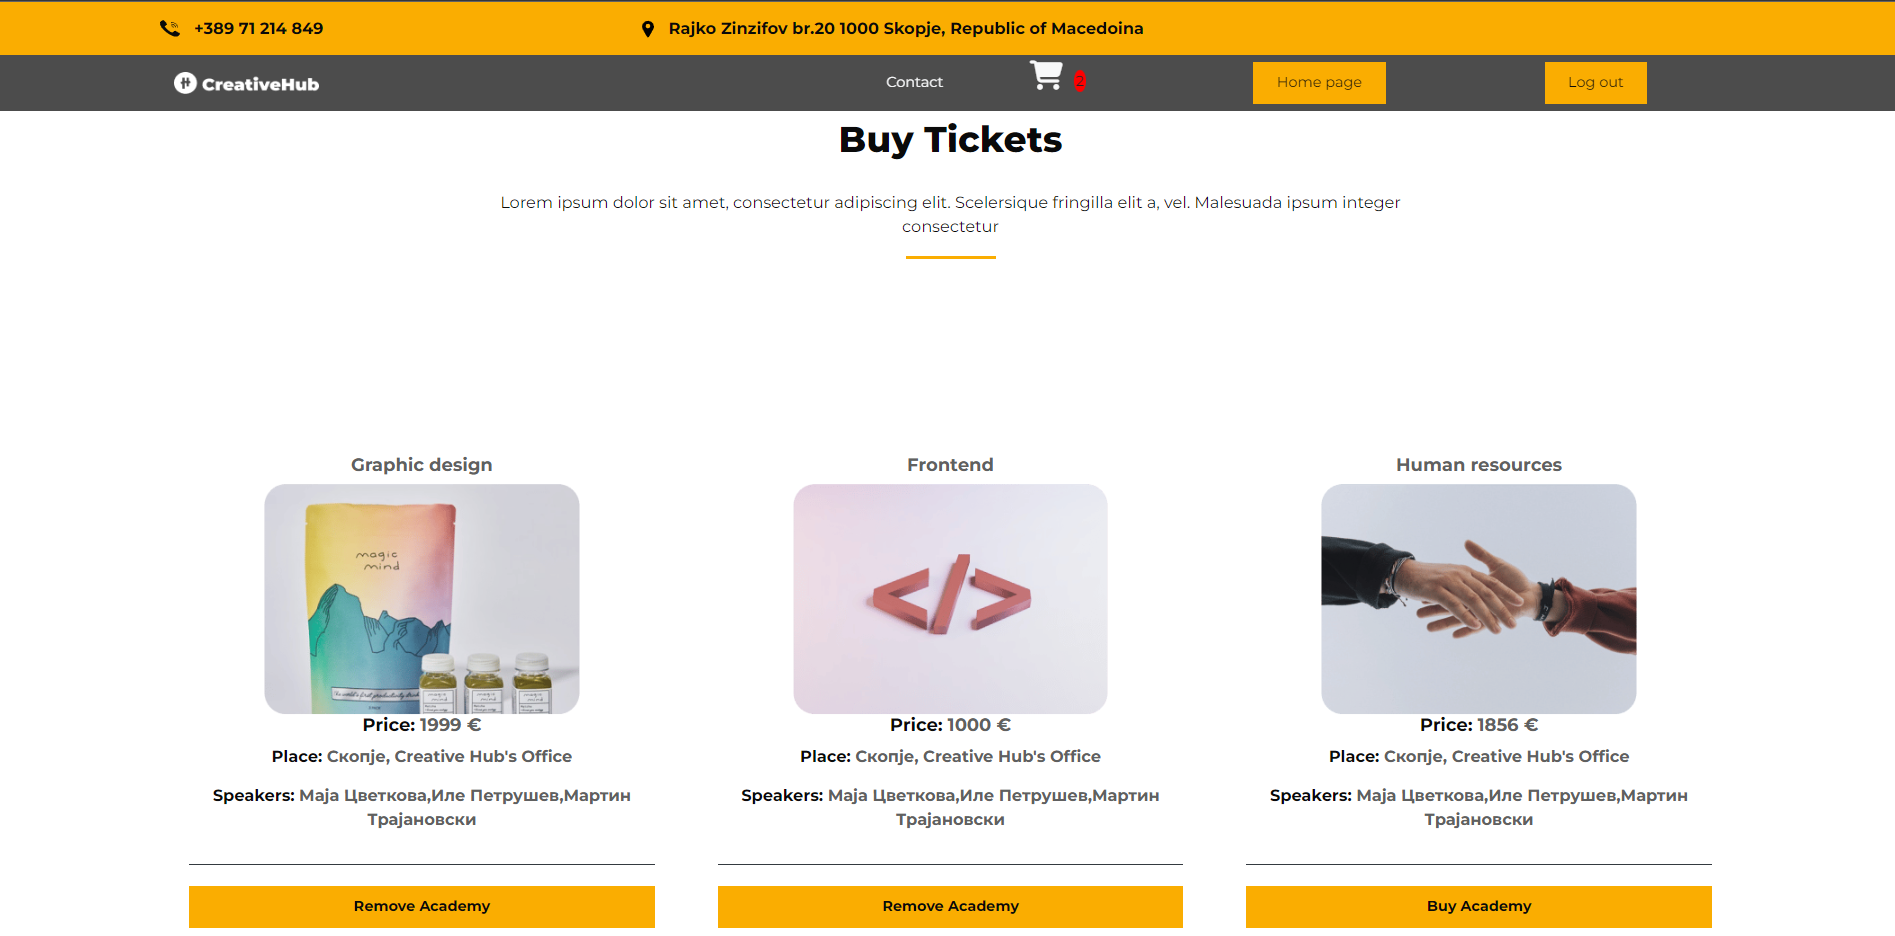 +389 71 214 849
Rajko Zinzifov br.20 1000 Skopje, Republic of Macedoina
CreativeHub
Contact
2
Home page
Log out
Buy Tickets
Lorem ipsum dolor sit amet, consectetur adipiscing elit. Scelersique fringilla elit a, vel. Malesuada ipsum integer
consectetur
Graphic design
magic
mind
Price: 1999 €
Place: Скопје, Creative Hub's Office
Speakers: Маја Цветкова,Иле Петрушев,Мартин
Трајановски
Remove Academy
Frontend
</>
Price: 1000 €
Place: Скопје, Creative Hub's Office
Speakers: Маја Цветкова,Иле Петрушев,Мартин
Трајановски
Remove Academy
Human resources
Price: 1856 €
Place: Скопје, Creative Hub's Office
Speakers: Маја Цветкова,Иле Петрушев,Мартин
Трајановски
Buy Academy